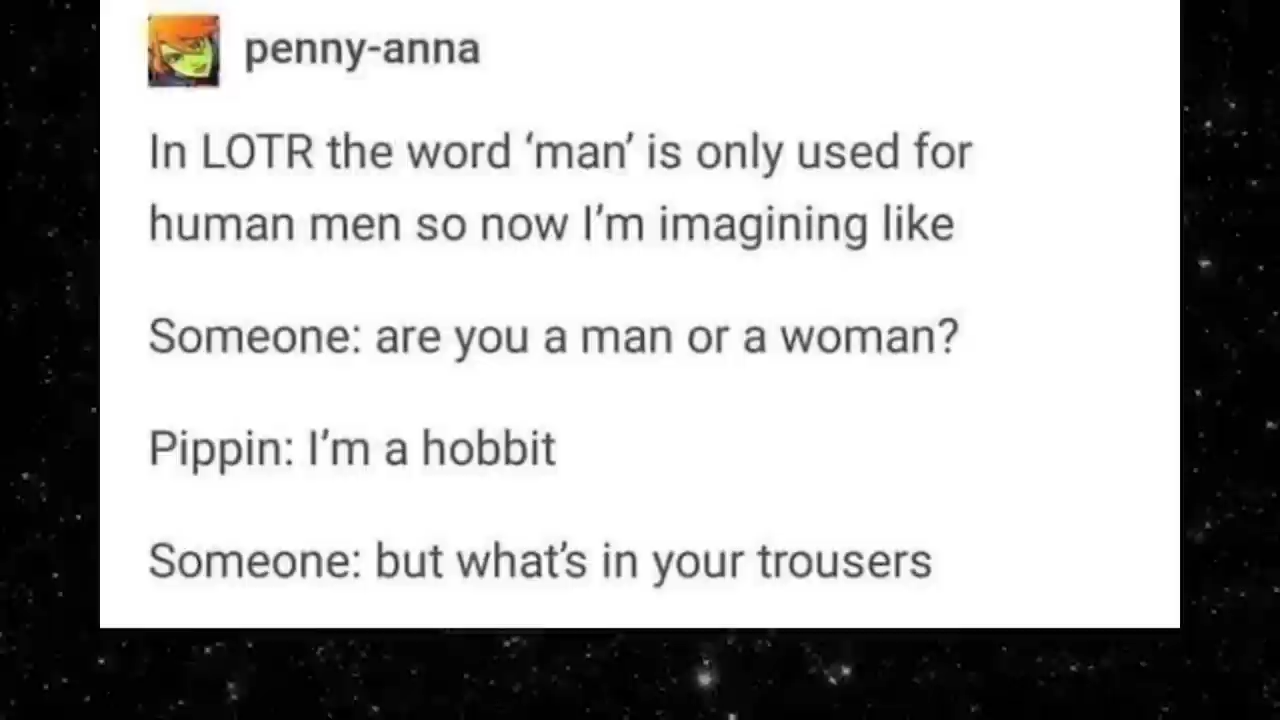 penny-anna
In LOTR the word ‘man’ is only used for
human men so now I’m imagining like
Someone: are you a man or a woman?
Pippin: I’m a hobbit
Someone: but what’s in your trousers